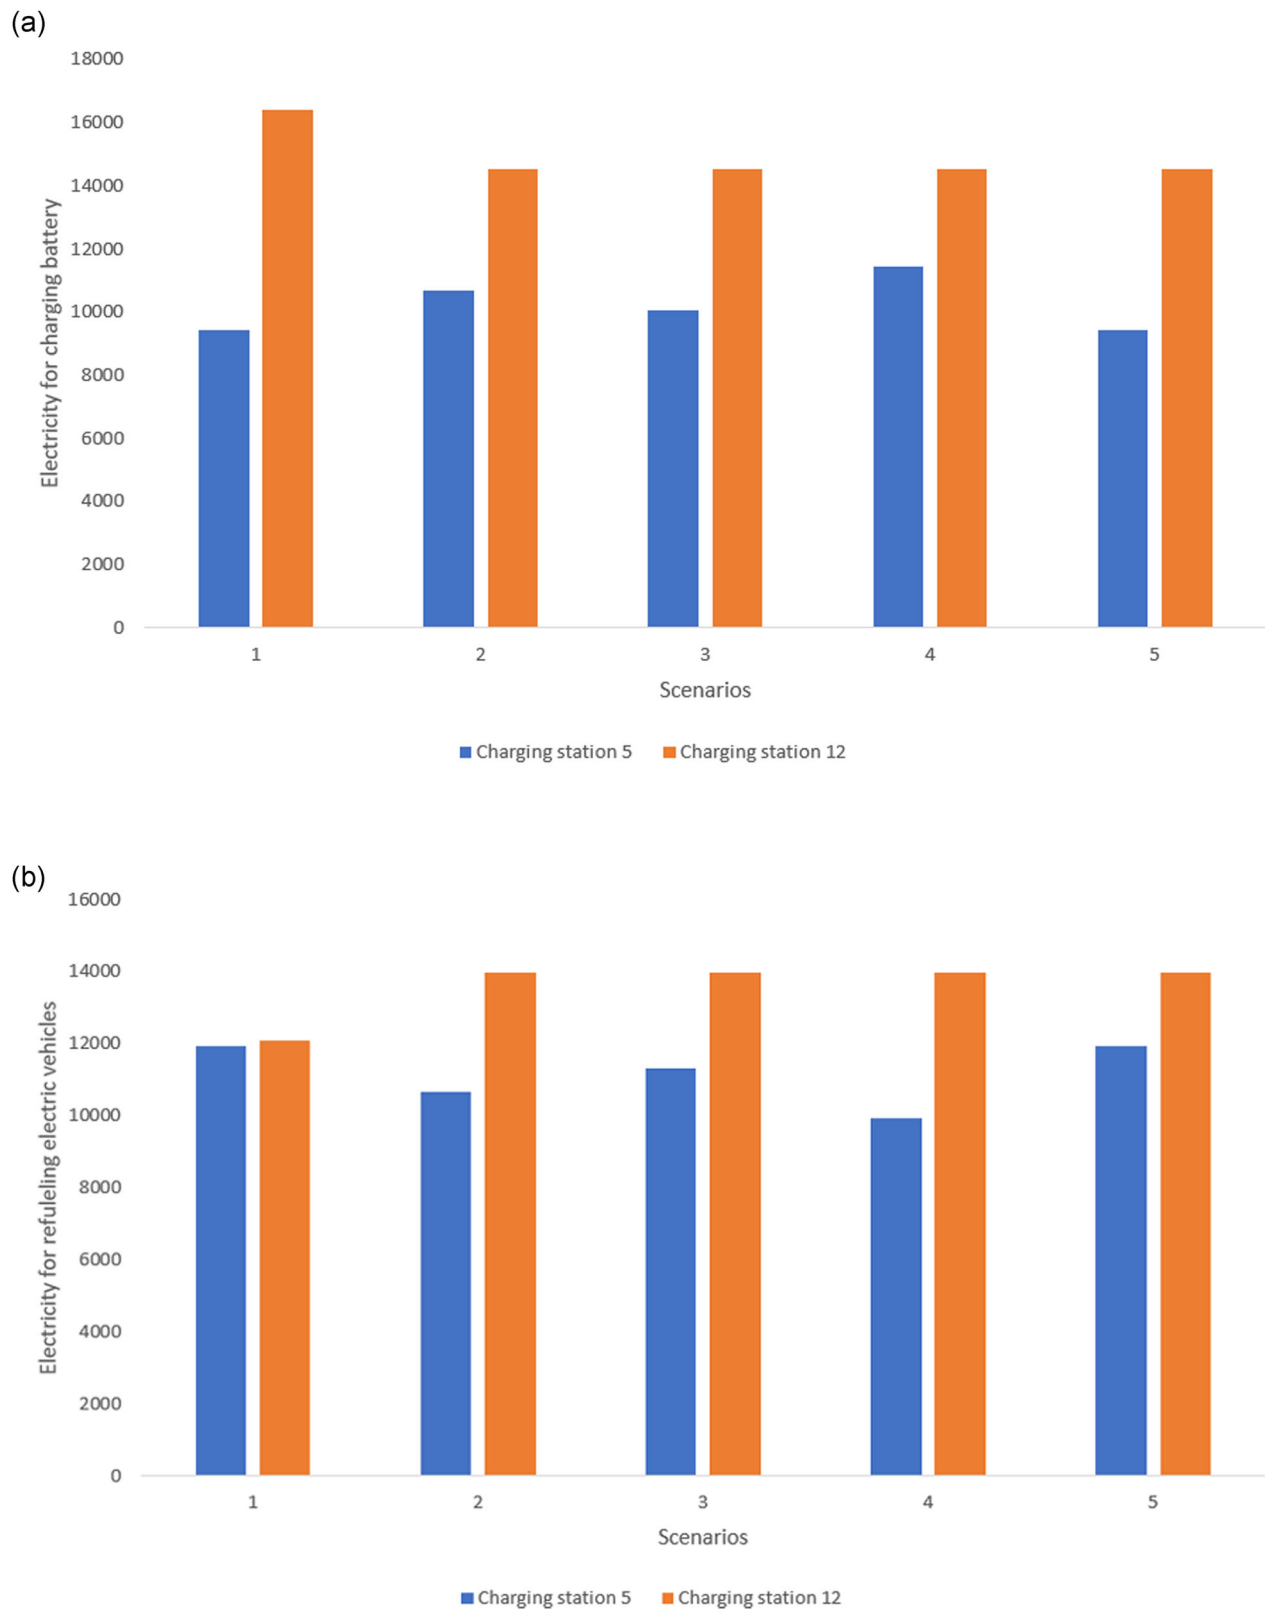 (a)
18000
16000
14000
12000
10000
8000
6000
4000
2000
0
Electricity for charging battery
1 2 3 4 5
Scenarios
Charging station 5 Charging station 12
(b)
16000
14000
12000
10000
8000
6000
4000
2000
0
Electricity for refuleling electric vehicles
1 2 3 4 5
Scenarios
Charging station 5 Charging station 12